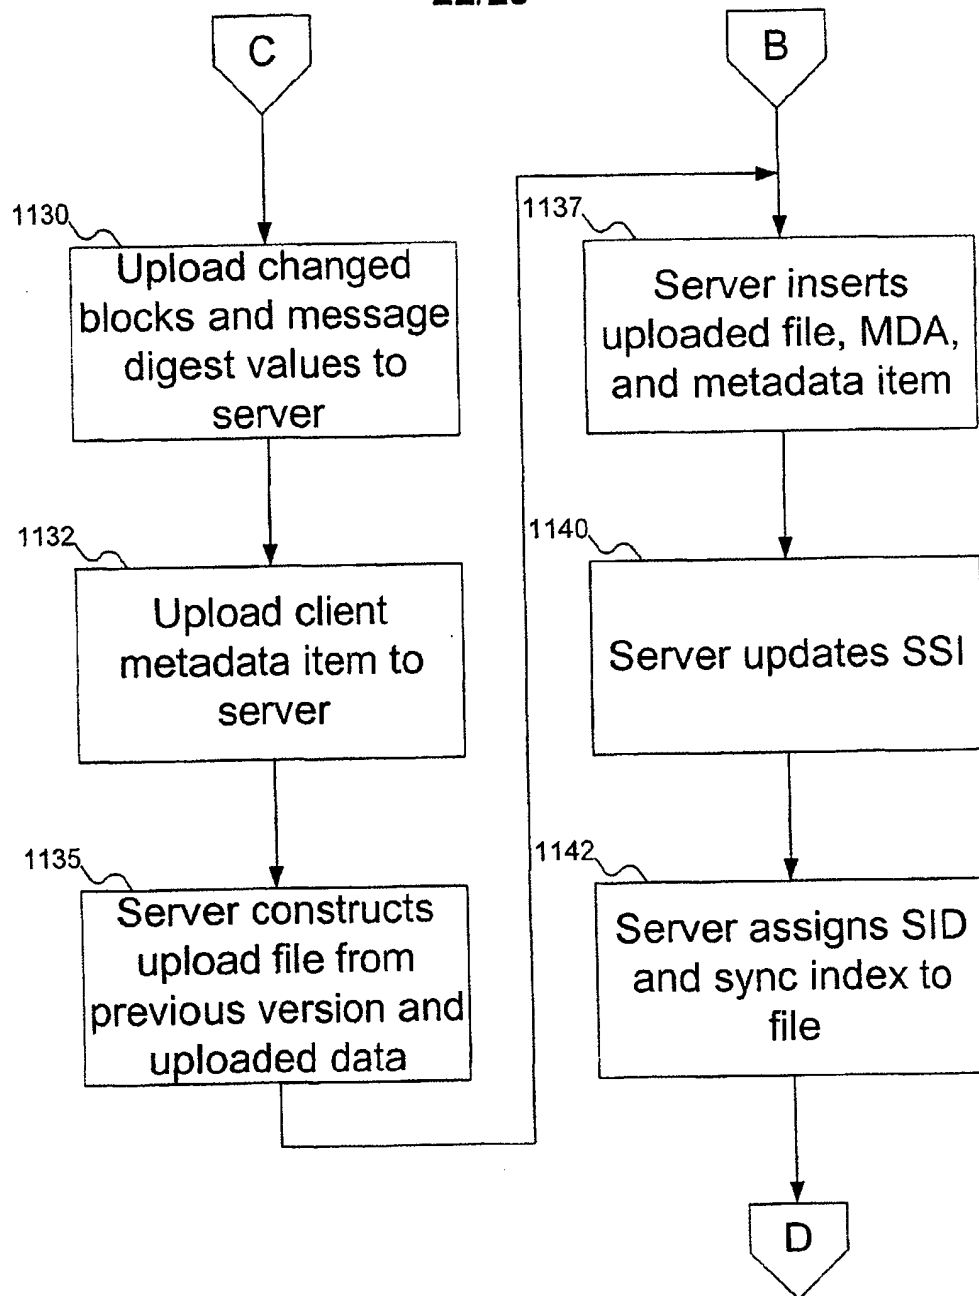 C
1130
Upload changed
blocks and message
digest values to
server
1132
Upload client
metadata item to
server
1135
Server constructs
upload file from
previous version and
uploaded data
B
1137
Server inserts
uploaded file, MDA,
and metadata item
1140
Server updates SSI
1142
Server assigns SID
and sync index to
file
D